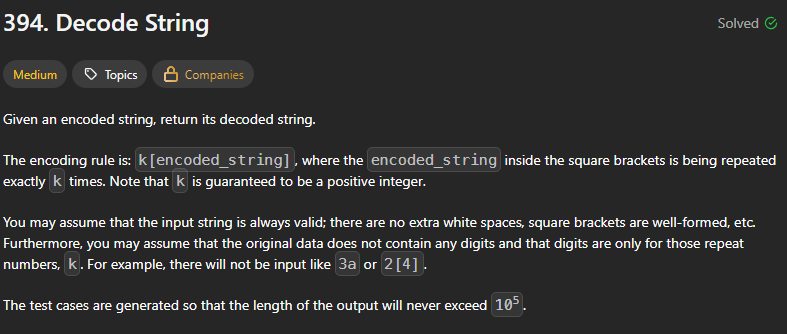 394. Decode String
Solved
Medium
Topics
Companies
Given an encoded string, return its decoded string.
The encoding rule is: k[encoded_string], where the encoded_string inside the square brackets is being repeated
exactly k times. Note that k is guaranteed to be a positive integer.
You may assume that the input string is always valid; there are no extra white spaces, square brackets are well-formed, etc.
Furthermore, you may assume that the original data does not contain any digits and that digits are only for those repeat
numbers, k. For example, there will not be input like 3a or 2[4].
The test cases are generated so that the length of the output will never exceed 10⁵.